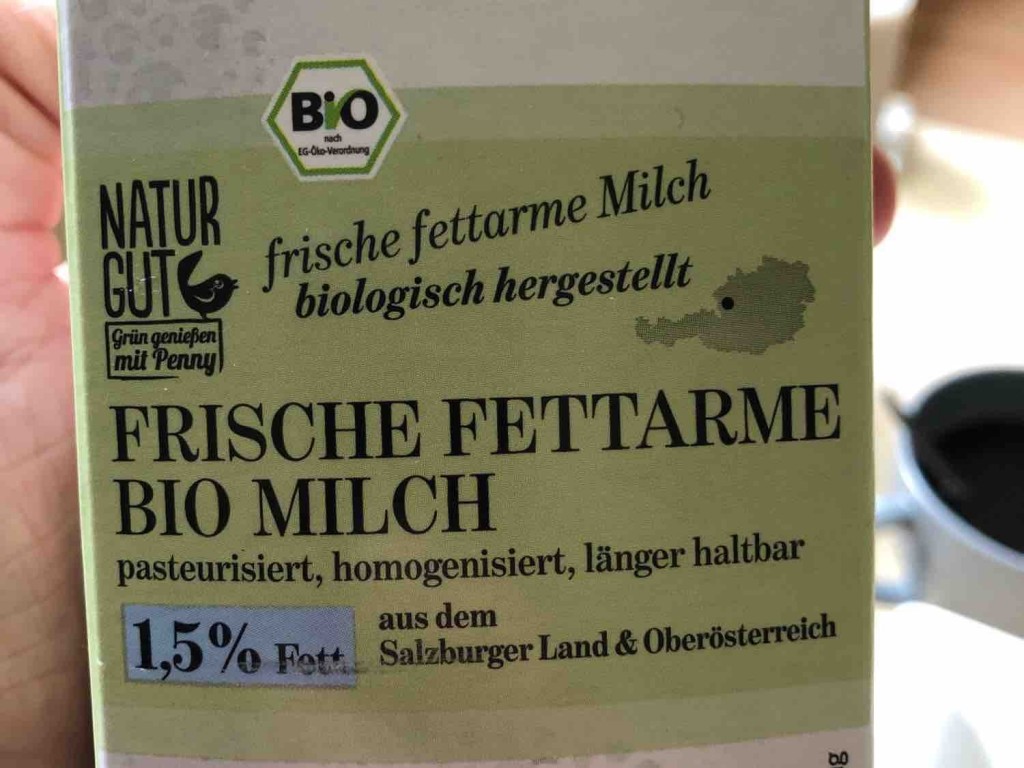 BiO
nach
EG-Öko-Verordnung
NATUR
GUT
Grün genießen
mit Penny
frische fettarme Milch
biologisch hergestellt
FRISCHE FETTARME
BIO MILCH
pasteurisiert, homogenisiert, länger haltbar
1,5% Fett
aus dem
Salzburger Land & Oberösterreich